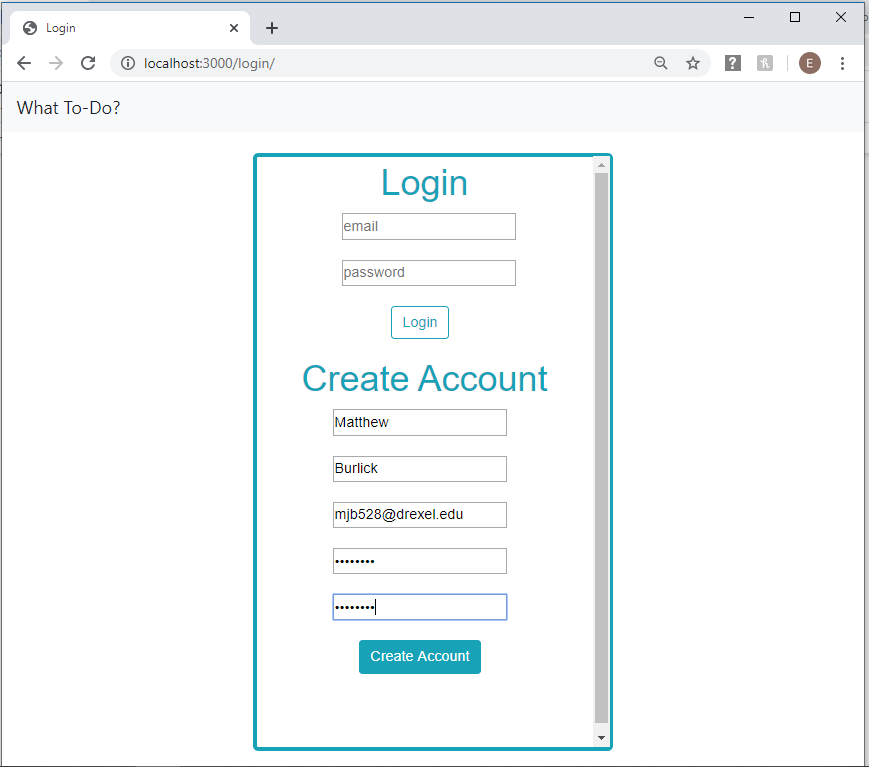 Login
localhost:3000/login/
E
What To-Do?
Login
email
password
Login
Create Account
Matthew
Burlick
mjb528@drexel.edu
••••••••
••••••••
Create Account